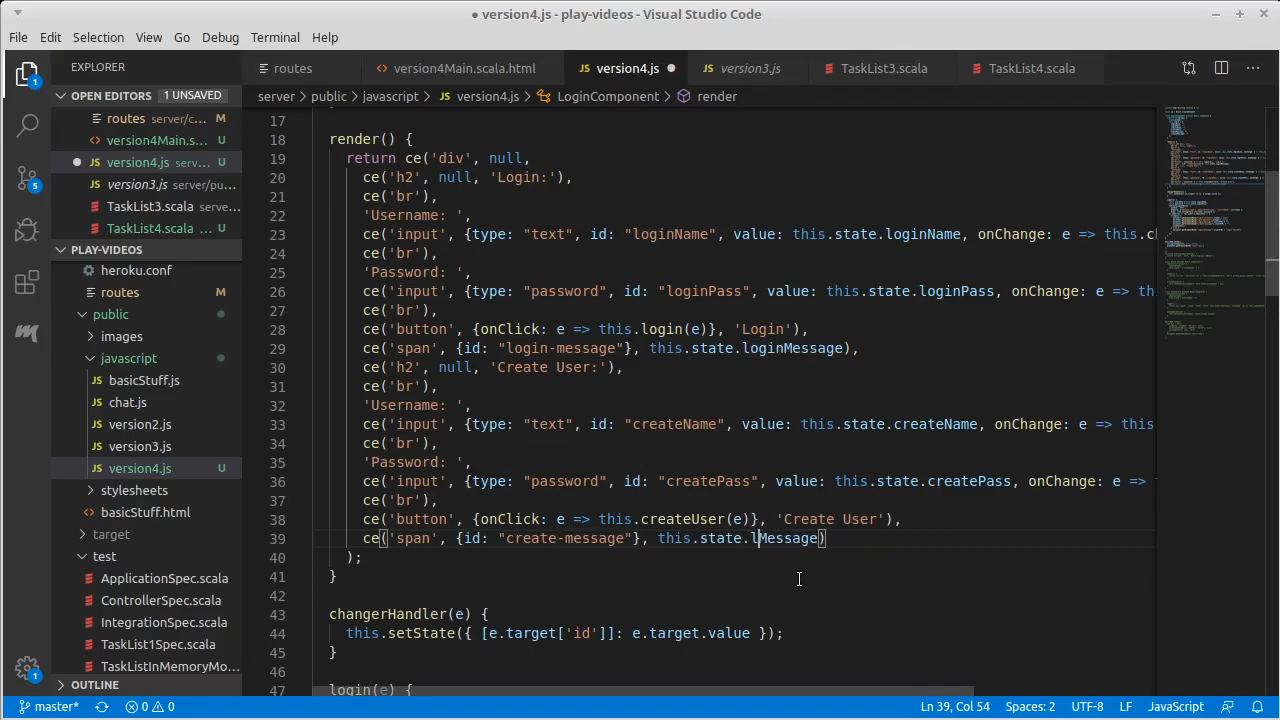 ● version4.js - play-videos - Visual Studio Code
File Edit Selection View Go Debug Terminal Help
EXPLORER
routes
version4Main.scala.html
JS version4.js ●
JS version3.js
TaskList3.scala
TaskList4.scala
OPEN EDITORS 1 UNSAVED
server > public > javascript > JS version4.js > LoginComponent > render
routes server/c... M
version4Main.s... U
● JS version4.js serv... U
JS version3.js server/pu...
TaskList3.scala serve...
TaskList4.scala ... U
PLAY-VIDEOS
heroku.conf
routes M
public
images
javascript
JS basicStuff.js
JS chat.js
JS version2.js
JS version3.js
JS version4.js U
stylesheets
basicStuff.html
target
test
ApplicationSpec.scala
ControllerSpec.scala
IntegrationSpec.scala
TaskList1Spec.scala
TaskListInMemoryMo...
OUTLINE
1
5
1
17
18 render() {
19 return ce('div', null,
20 ce('h2', null, 'Login:'),
21 ce('br'),
22 'Username: ',
23 ce('input', {type: "text", id: "loginName", value: this.state.loginName, onChange: e => this.c
24 ce('br'),
25 'Password: ',
26 ce('input', {type: "password", id: "loginPass", value: this.state.loginPass, onChange: e => this
27 ce('br'),
28 ce('button', {onClick: e => this.login(e)}, 'Login'),
29 ce('span', {id: "login-message"}, this.state.loginMessage),
30 ce('h2', null, 'Create User:'),
31 ce('br'),
32 'Username: ',
33 ce('input', {type: "text", id: "createName", value: this.state.createName, onChange: e => this
34 ce('br'),
35 'Password: ',
36 ce('input', {type: "password", id: "createPass", value: this.state.createPass, onChange: e =>
37 ce('br'),
38 ce('button', {onClick: e => this.createUser(e)}, 'Create User'),
39 ce('span', {id: "create-message"}, this.state.lMessage)
40 );
41 }
42
43 changerHandler(e) {
44 this.setState({ [e.target['id']]: e.target.value });
45 }
46
47 login(e) {
master* 0 0 Ln 39, Col 54 Spaces: 2 UTF-8 LF JavaScript